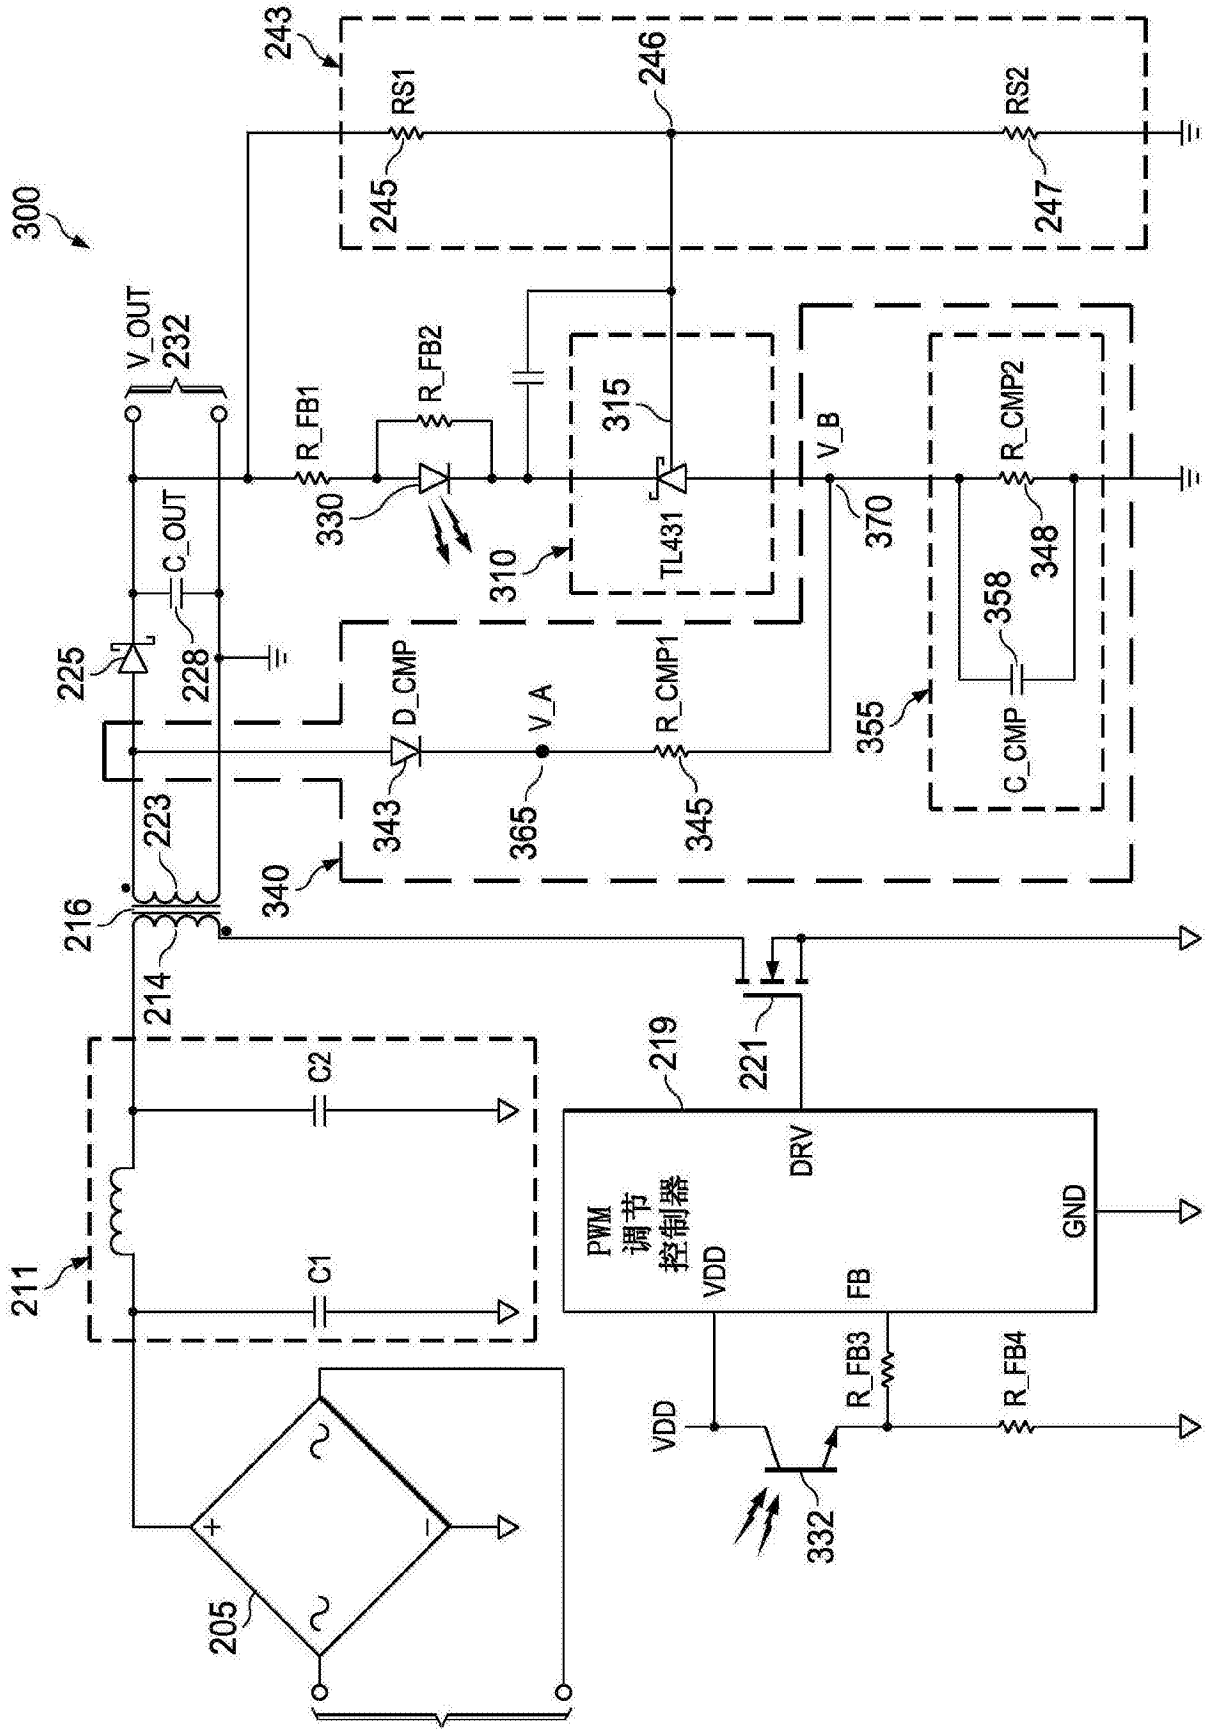 300
243
245
RS1
246
RS2
247
V_OUT
232
C_OUT
225
228
R_FB1
R_FB2
330
310
TL431
315
V_B
370
R_CMP2
348
358
C_CMP
355
340
D_CMP
343
V_A
365
R_CMP1
345
223
216
214
221
219
211
C2
C1
PWM
调节
控制器
DRV
VDD
FB
GND
R_FB3
R_FB4
VDD
332
205
+
-
~
~